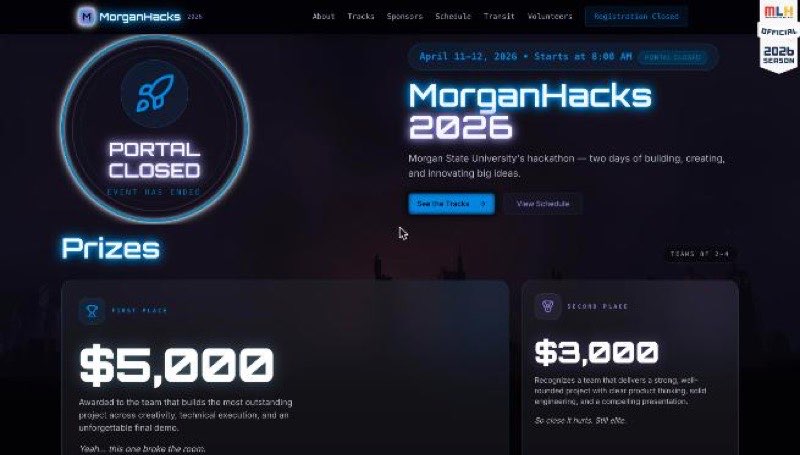 M MorganHacks 2026
About Tracks Sponsors Schedule Transit Volunteers Registration Closed
MLH
OFFICIAL
2026
SEASON
PORTAL
CLOSED
EVENT HAS ENDED
April 11–12, 2026 • Starts at 8:00 AM PORTAL CLOSED
MorganHacks
2026
Morgan State University's hackathon — two days of building, creating,
and innovating big ideas.
See the Tracks → View Schedule
Prizes
TEAMS OF 2–4
FIRST PLACE
$5,000
Awarded to the team that builds the most outstanding
project across creativity, technical execution, and an
unforgettable final demo.
Yeah... this one broke the room.
SECOND PLACE
$3,000
Recognizes a team that delivers a strong, well-
rounded project with clear product thinking, solid
engineering, and a compelling presentation.
So close it hurts. Still elite.